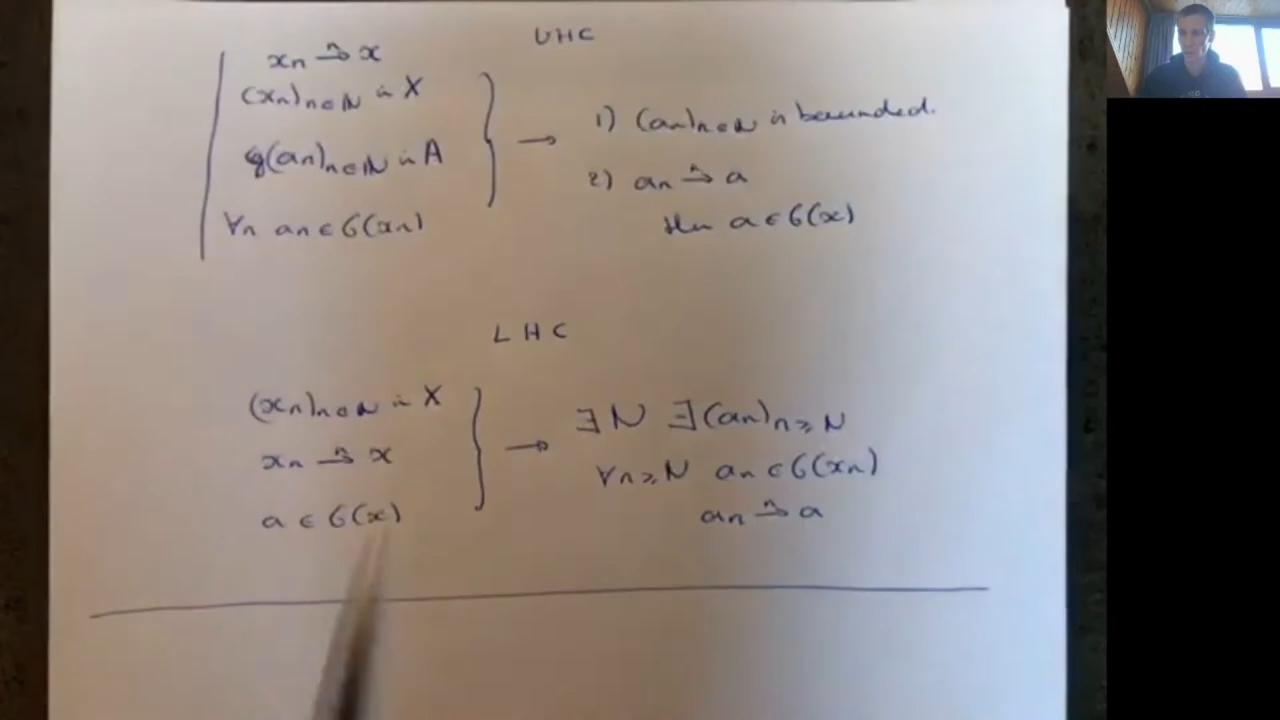 UHC
xₙ →ⁿ x
(xₙ)ₙ∈ℕ in X
(aₙ)ₙ∈ℕ in A
∀n aₙ ∈ G(xₙ)
→
1) (aₙ)ₙ∈ℕ is bounded.
2) aₙ →ⁿ a
then a ∈ G(x)
LHC
(xₙ)ₙ∈ℕ in X
xₙ →ⁿ x
a ∈ G(x)
→
∃ N ∃(aₙ)ₙ≥N
∀n≥N aₙ ∈ G(xₙ)
aₙ →ⁿ a